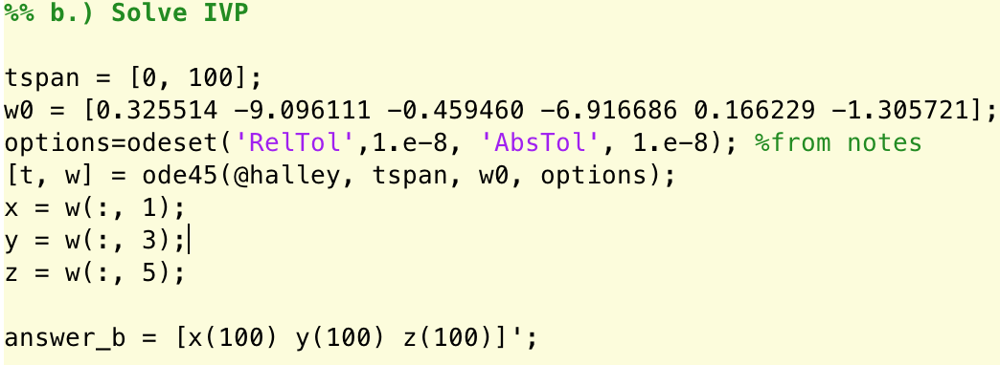 %% b.) Solve IVP
tspan = [0, 100];
w0 = [0.325514 -9.096111 -0.459460 -6.916686 0.166229 -1.305721];
options=odeset('RelTol',1.e-8, 'AbsTol', 1.e-8); %from notes
[t, w] = ode45(@halley, tspan, w0, options);
x = w(:, 1);
y = w(:, 3);
z = w(:, 5);
answer_b = [x(100) y(100) z(100)]';